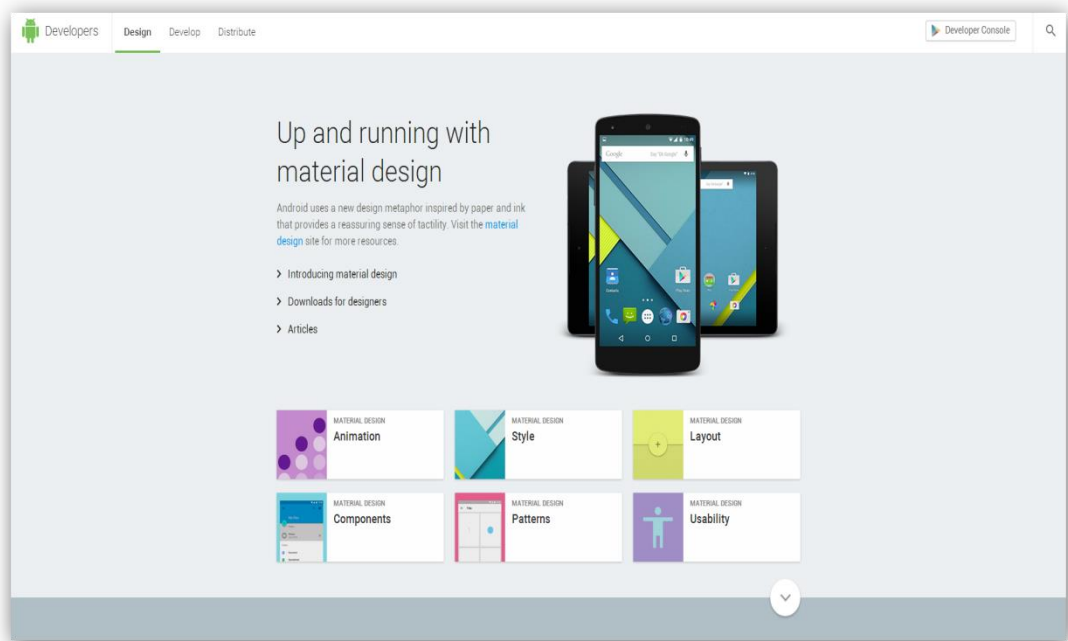 Developers
Design
Develop
Distribute
Developer Console
Up and running with
material design
Android uses a new design metaphor inspired by paper and ink
that provides a reassuring sense of tactility. Visit the material
design site for more resources.
Introducing material design
Downloads for designers
Articles
Google
MATERIAL DESIGN
Animation
MATERIAL DESIGN
Style
MATERIAL DESIGN
Layout
MATERIAL DESIGN
Components
MATERIAL DESIGN
Patterns
MATERIAL DESIGN
Usability